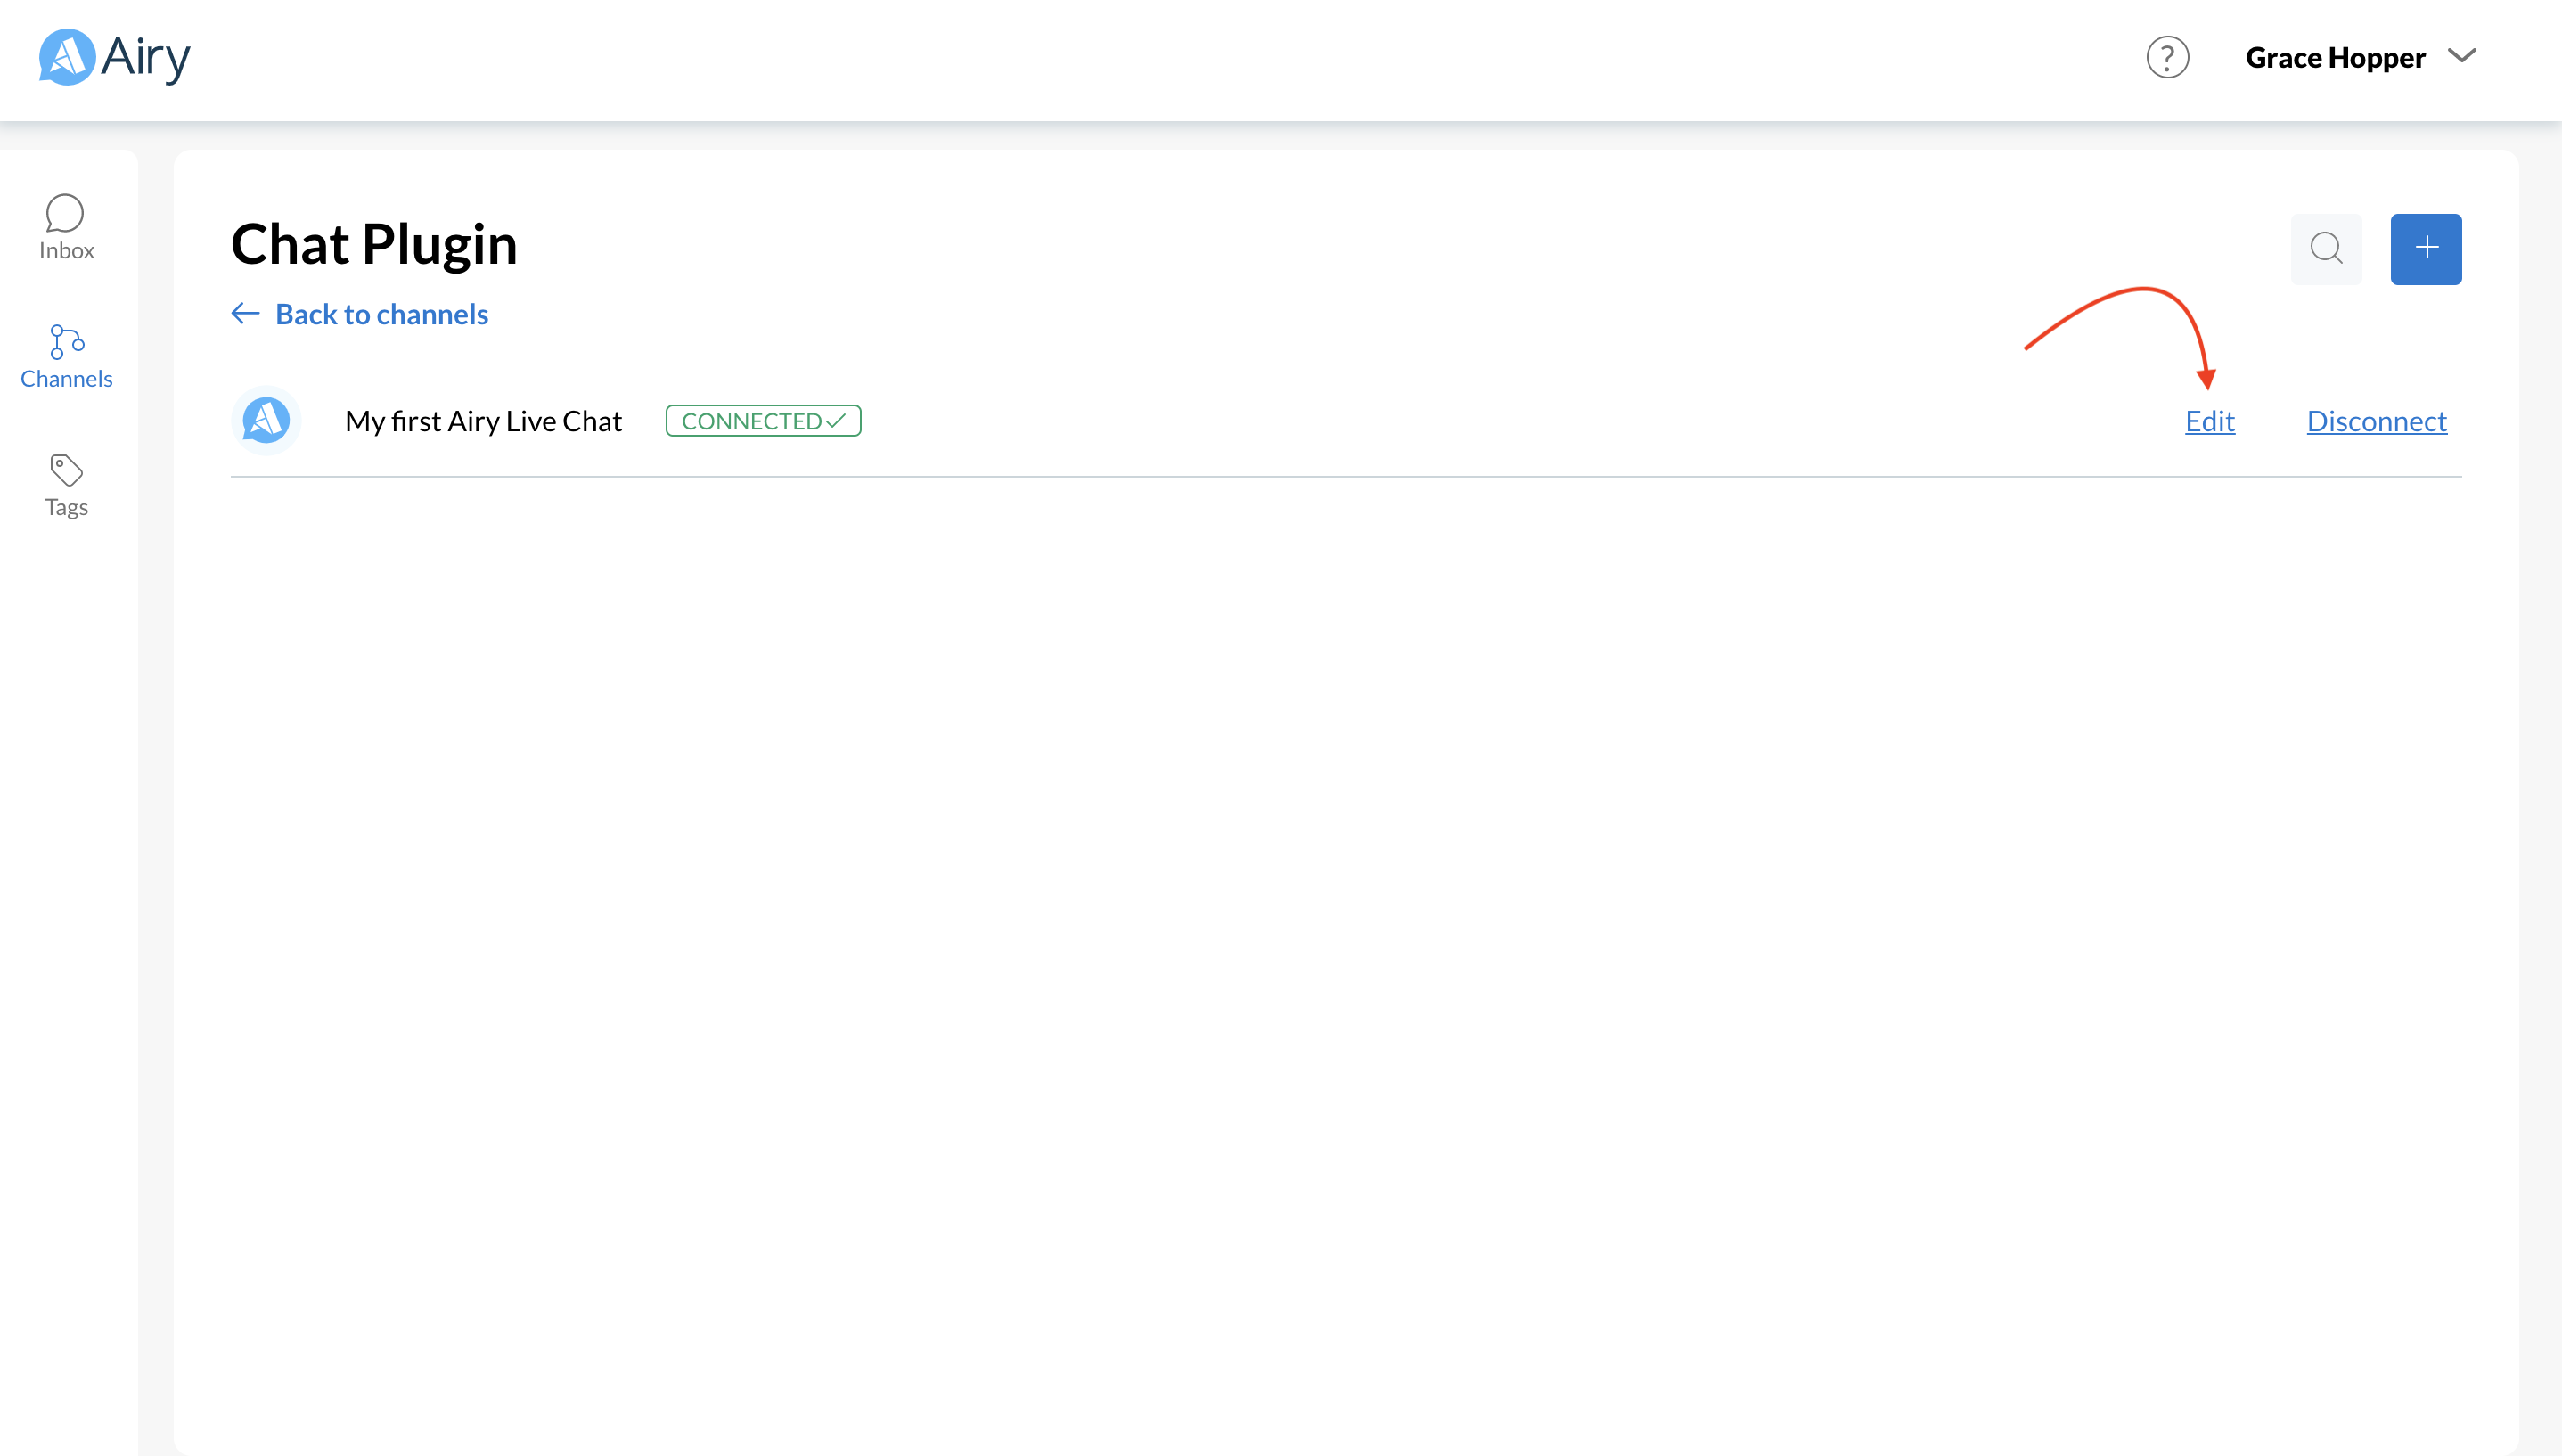 Airy
?
Grace Hopper
Inbox
Channels
Tags
Chat Plugin
Back to channels
My first Airy Live Chat
CONNECTED
Edit
Disconnect